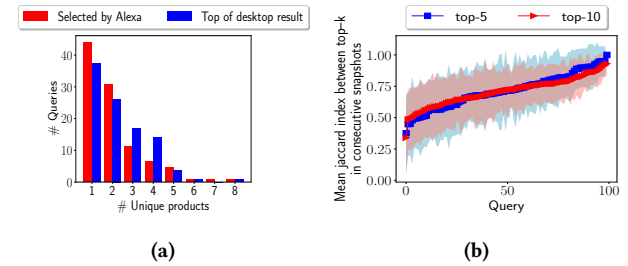 Selected by Alexa
Top of desktop result
# Queries
40
30
20
10
0
1 2 3 4 5 6 7 8
# Unique products
(a)
top-5
top-10
Mean jaccard index between top-k
in consecutive snapshots
1.00
0.75
0.50
0.25
0.00
0 50 100
Query
(b)